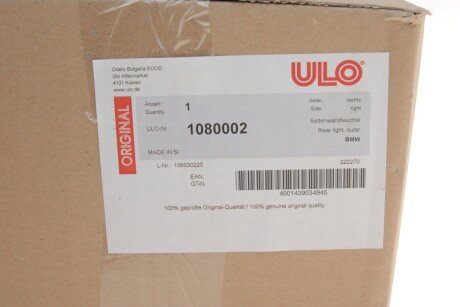 Odelo Bulgaria EOOD
Ulo Aftermarket
4101 Kuklen
www.ulo.de
ULO
ORIGINAL
Anzahl: 1
Quantity
Seite rechts
Side right
ULO-Nr.: 1080002
Seitenwandleuchte
Rear light, outer
BMW
MADE IN SI
L-Nr.: 106030220
222270
EAN:
GTIN:
4001439034945
100% geprüfte Original-Qualität / 100% genuine original quality